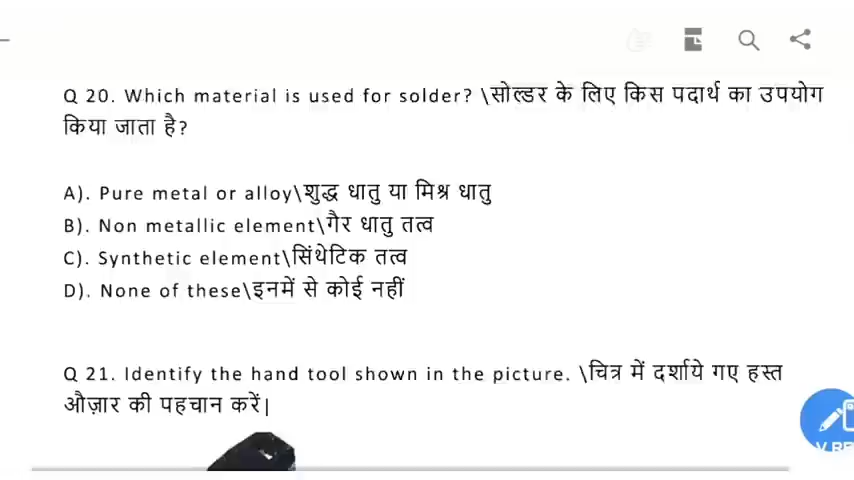 Q 20. Which material is used for solder? \सोल्डर के लिए किस पदार्थ का उपयोग
किया जाता है?
A). Pure metal or alloy\शुद्ध धातु या मिश्र धातु
B). Non metallic element\गैर धातु तत्व
C). Synthetic element\सिंथेटिक तत्व
D). None of these\इनमें से कोई नहीं
Q 21. Identify the hand tool shown in the picture. \चित्र में दर्शाये गए हस्त
औज़ार की पहचान करें|